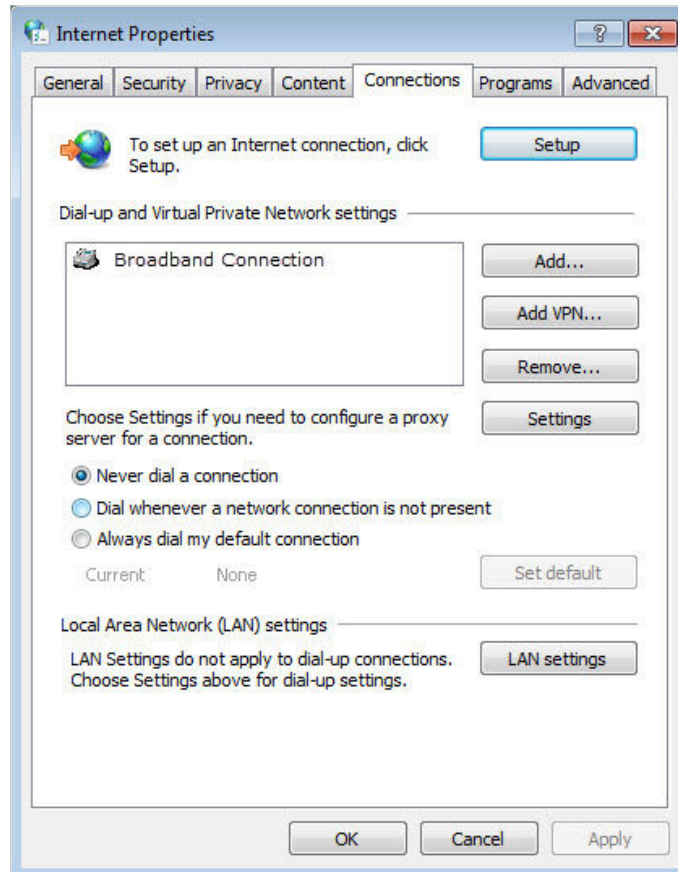 Internet Properties
?
General Security Privacy Content Connections Programs Advanced
To set up an Internet connection, click
Setup.
Setup
Dial-up and Virtual Private Network settings
Broadband Connection
Add...
Add VPN...
Remove...
Choose Settings if you need to configure a proxy
server for a connection.
Settings
Never dial a connection
Dial whenever a network connection is not present
Always dial my default connection
Current None
Set default
Local Area Network (LAN) settings
LAN Settings do not apply to dial-up connections.
Choose Settings above for dial-up settings.
LAN settings
OK Cancel Apply